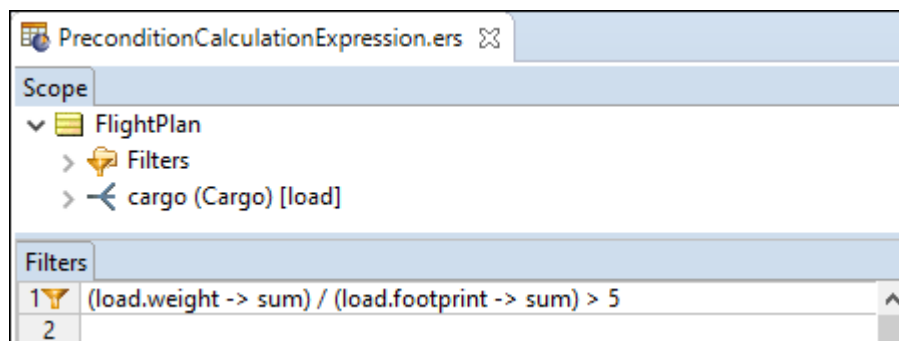 PreconditionCalculationExpression.ers
Scope
FlightPlan
Filters
cargo (Cargo) [load]
Filters
1 (load.weight -> sum) / (load.footprint -> sum) > 5
2